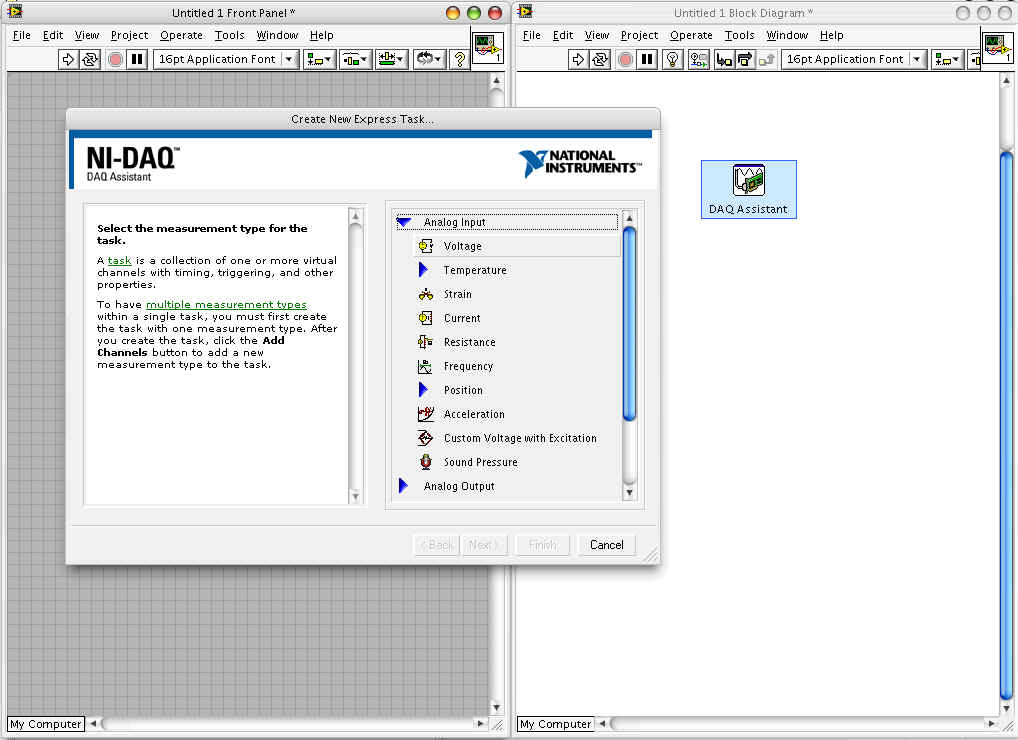 Untitled 1 Front Panel *
File Edit View Project Operate Tools Window Help
16pt Application Font
?
1
Untitled 1 Block Diagram *
File Edit View Project Operate Tools Window Help
16pt Application Font
1
Create New Express Task...
NI-DAQ™
DAQ Assistant
NATIONAL
INSTRUMENTS™
Select the measurement type for the
task.
A task is a collection of one or more virtual
channels with timing, triggering, and other
properties.
To have multiple measurement types
within a single task, you must first create
the task with one measurement type. After
you create the task, click the Add
Channels button to add a new
measurement type to the task.
Analog Input
Voltage
Temperature
Strain
Current
Resistance
Frequency
Position
Acceleration
Custom Voltage with Excitation
Sound Pressure
Analog Output
< Back Next > Finish Cancel
DAQ Assistant
My Computer
My Computer